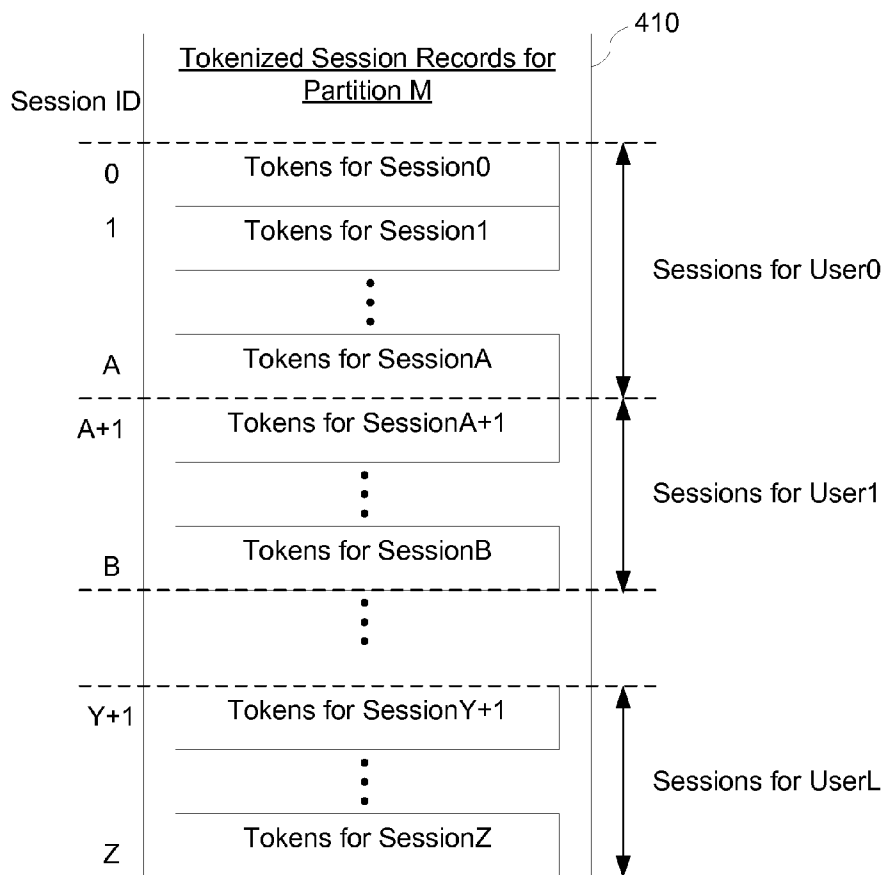 410
Tokenized Session Records for
Partition M
Session ID
0
Tokens for Session0
1
Tokens for Session1
Sessions for User0
A
Tokens for SessionA
A+1
Tokens for SessionA+1
Sessions for User1
B
Tokens for SessionB
Y+1
Tokens for SessionY+1
Sessions for UserL
Z
Tokens for SessionZ